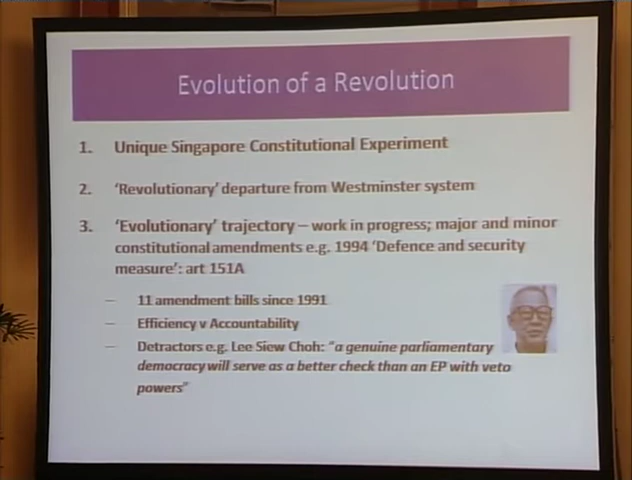 Evolution of a Revolution
1. Unique Singapore Constitutional Experiment
2. 'Revolutionary' departure from Westminster system
3. 'Evolutionary' trajectory – work in progress; major and minor
constitutional amendments e.g. 1994 'Defence and security
measure': art 151A
– 11 amendment bills since 1991
– Efficiency v Accountability
– Detractors e.g. Lee Siew Choh: "a genuine parliamentary
democracy will serve as a better check than an EP with veto
powers"